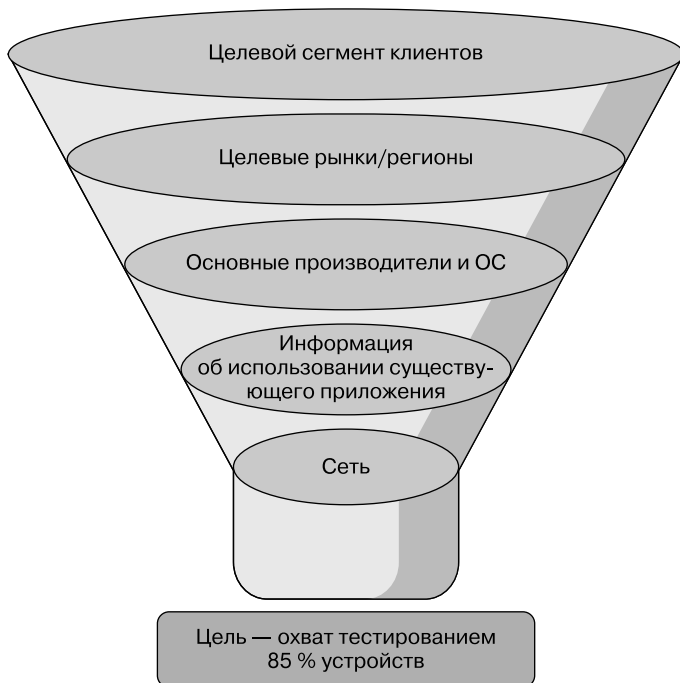 Целевой сегмент клиентов
Целевые рынки/регионы
Основные производители и ОС
Информация
об использовании существу-
ющего приложения
Сеть
Цель — охват тестированием
85 % устройств